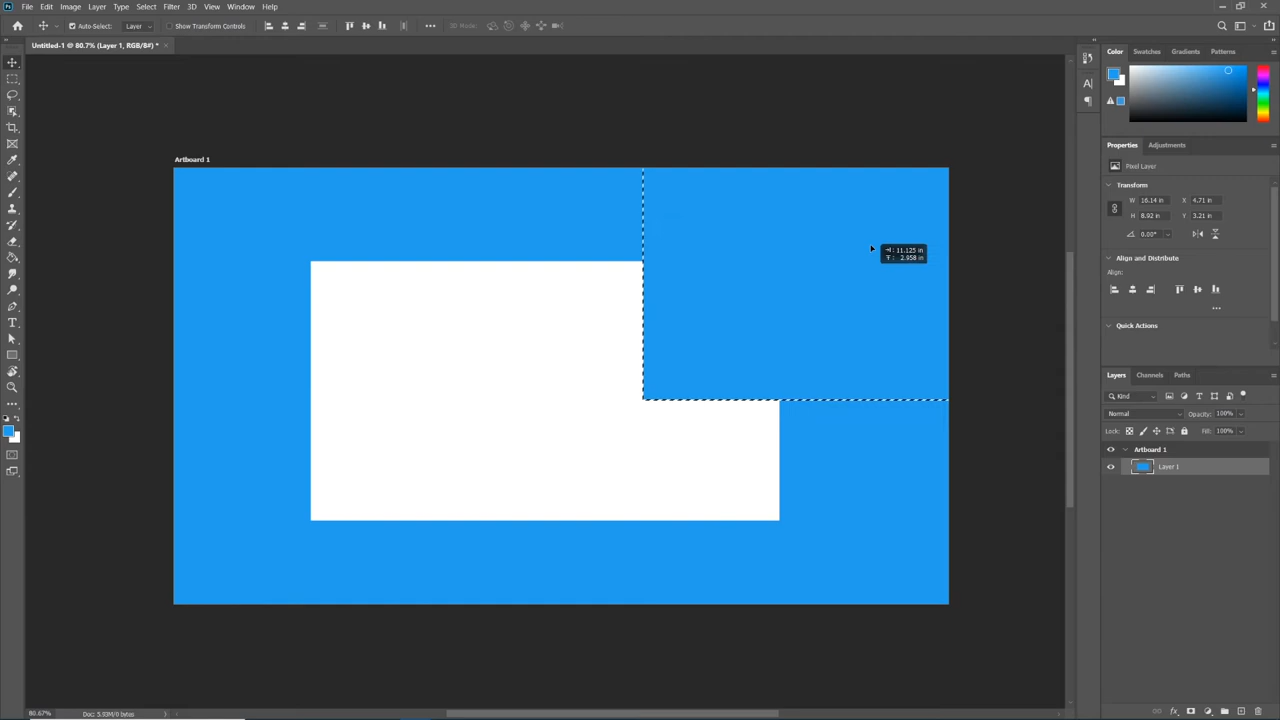 File Edit Image Layer Type Select Filter 3D View Window Help
Auto-Select: Layer Show Transform Controls 3D Mode:
Untitled-1 @ 80.7% (Layer 1, RGB/8#) *
Artboard 1
11.125 in
2.958 in
Color Swatches Gradients Patterns
Properties Adjustments
Pixel Layer
Transform
W 16.14 in X 4.71 in
H 8.92 in Y 3.21 in
0.00°
Align and Distribute
Align:
Quick Actions
Layers Channels Paths
Kind
Normal Opacity: 100%
Lock: Fill: 100%
Artboard 1
Layer 1
80.67% Doc: 5.93M/0 bytes